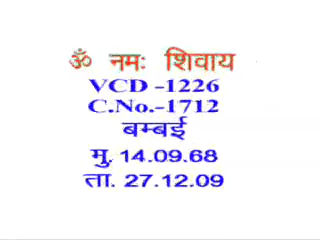 ॐ नमः शिवाय
VCD -1226
C.No.-1712
बम्बई
मु. 14.09.68
ता. 27.12.09